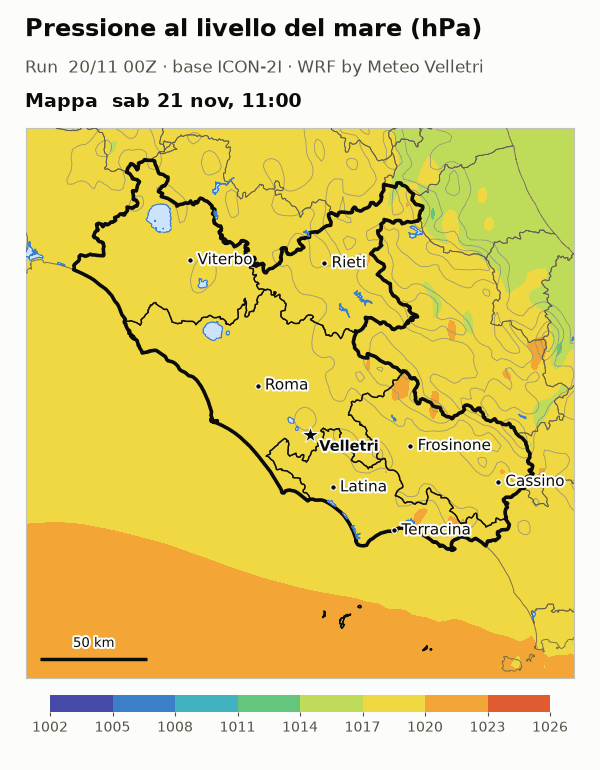 Pressione al livello del mare (hPa)
Run  20/11 00Z · base ICON-2I · WRF by Meteo Velletri
Mappa  sab 21 nov, 11:00
Viterbo
Rieti
Roma
Velletri
Frosinone
Cassino
Latina
Terracina
50 km
1002 1005 1008 1011 1014 1017 1020 1023 1026